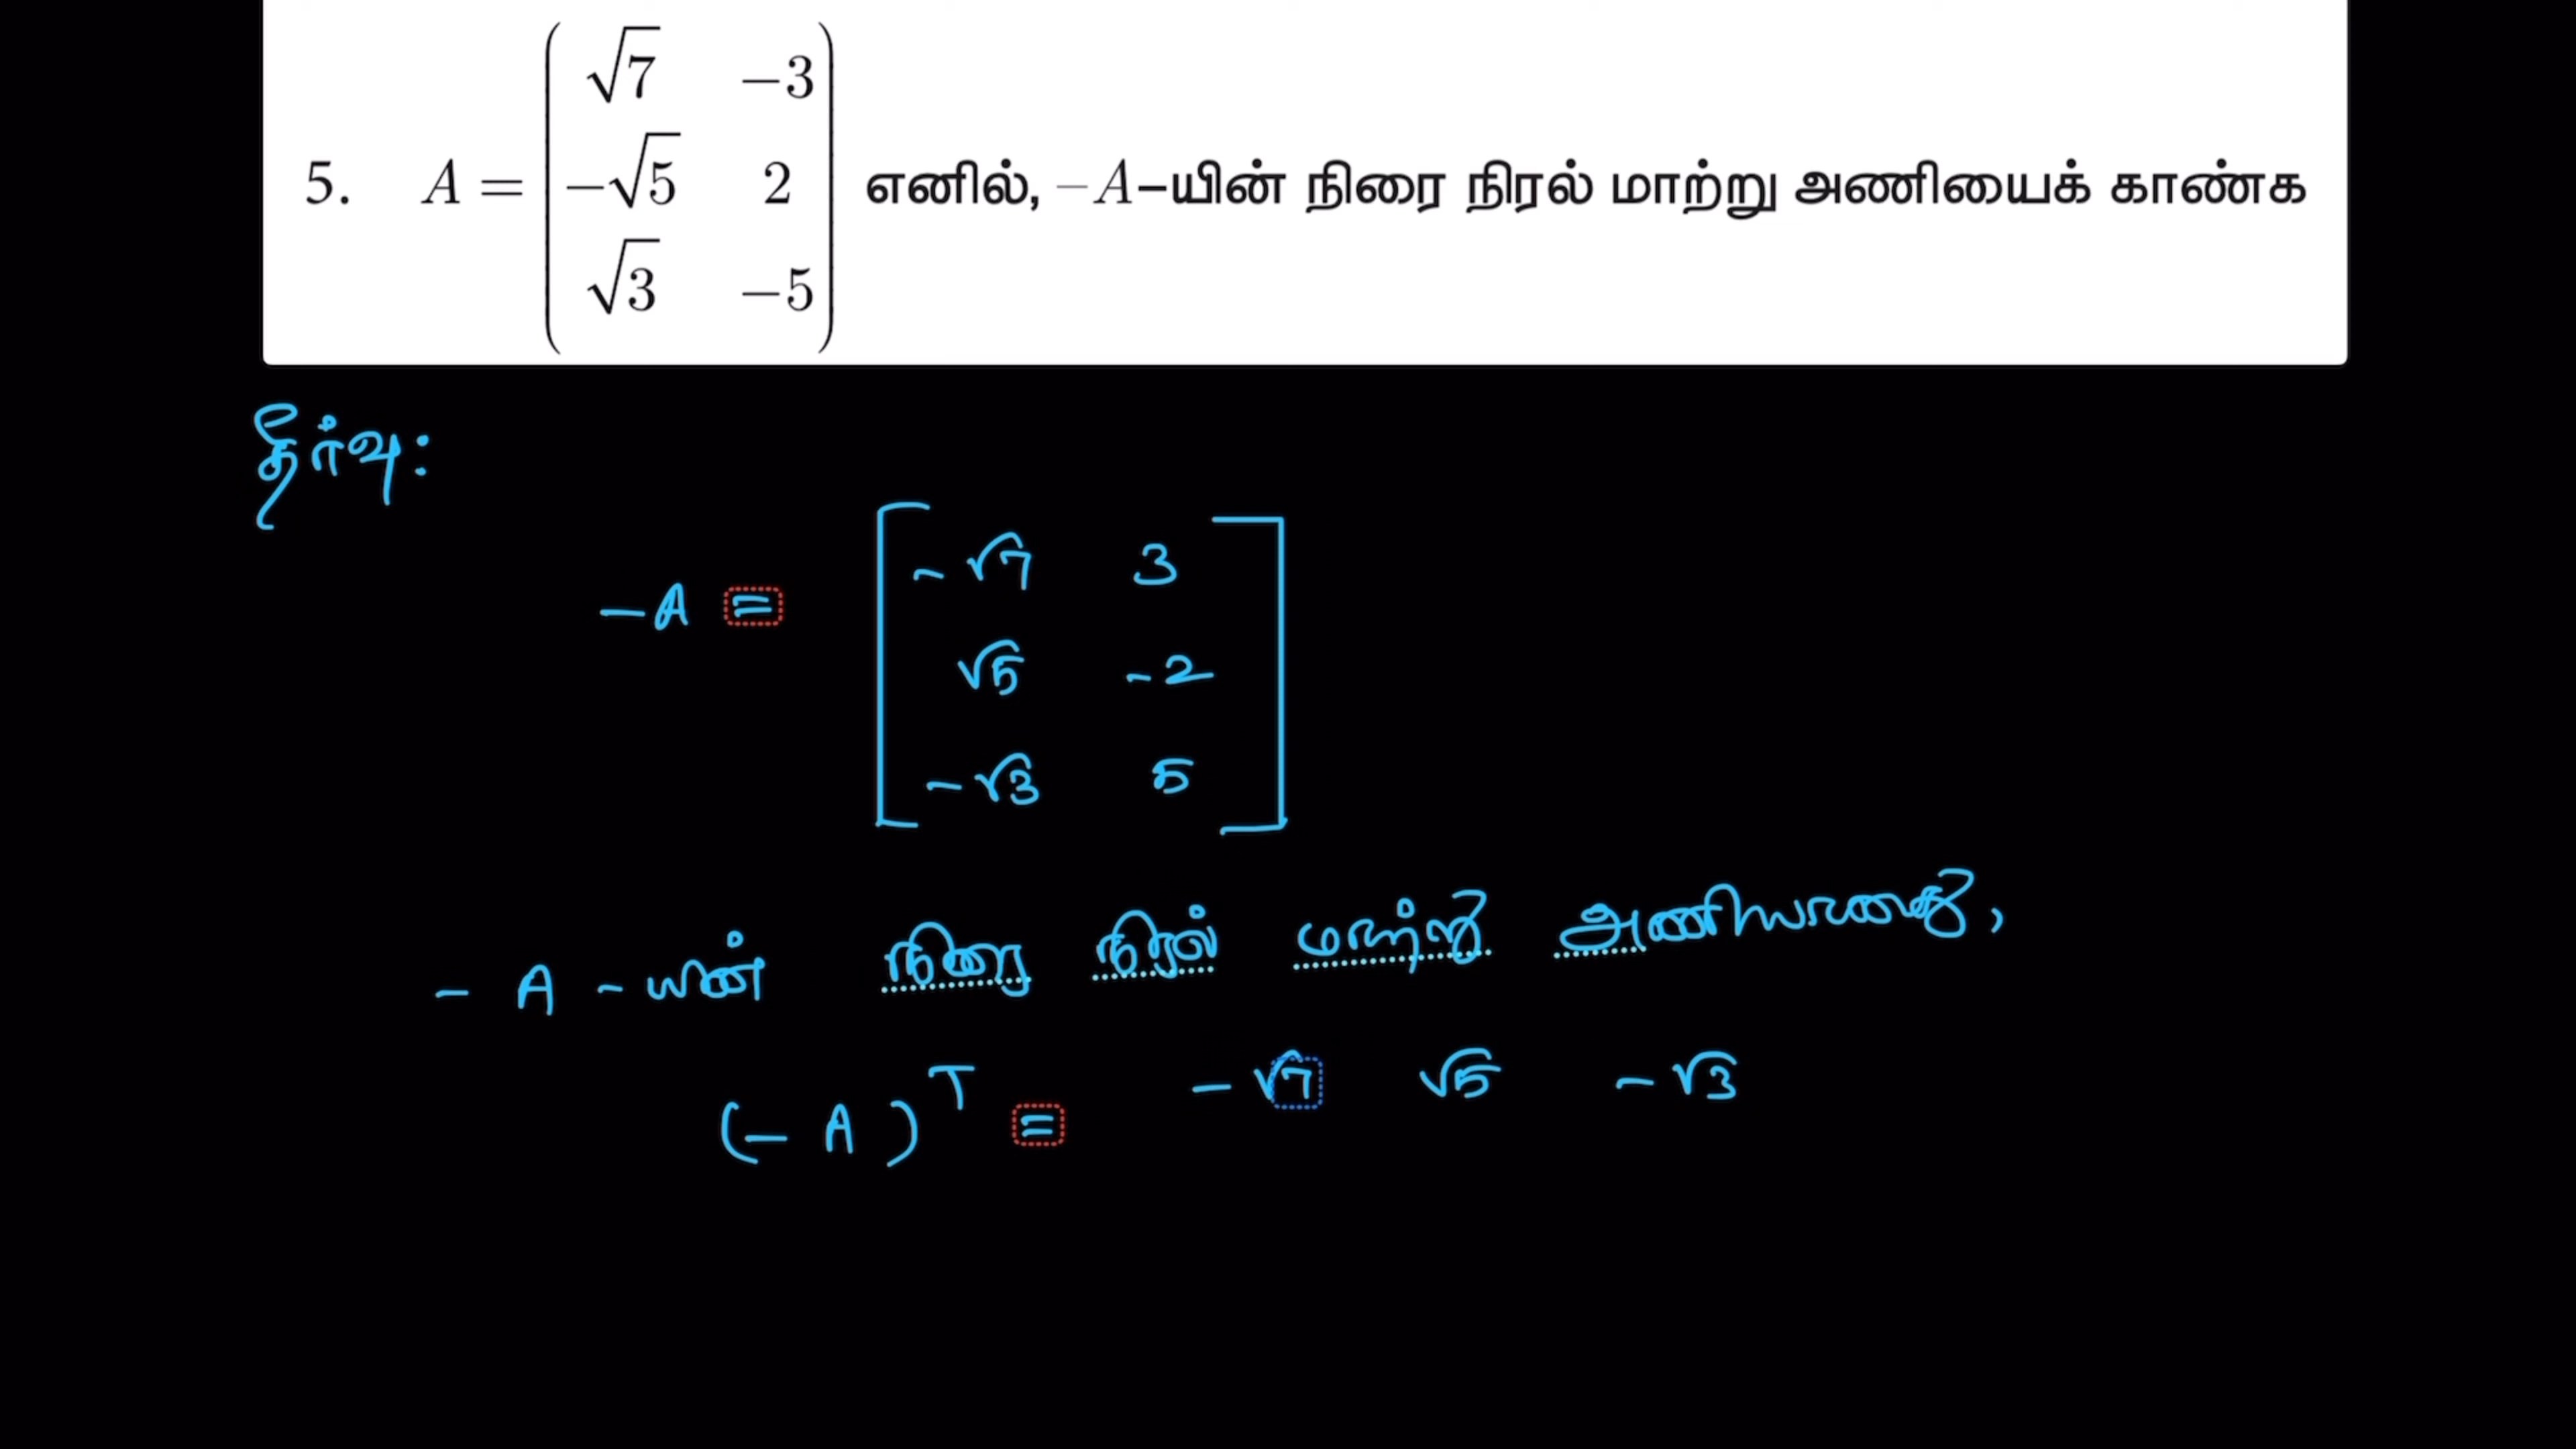 5. A = ( √7 −3
−√5 2
√3 −5 ) எனில், −A−யின் நிரை நிரல் மாற்று அணியைக் காண்க
தீர்வு:
−A = [ −√7 3
√5 −2
−√3 5 ]
− A −யின் நிரை நிரல் மாற்று அணியானது,
(− A )ᵀ = −√7 √5 −√3